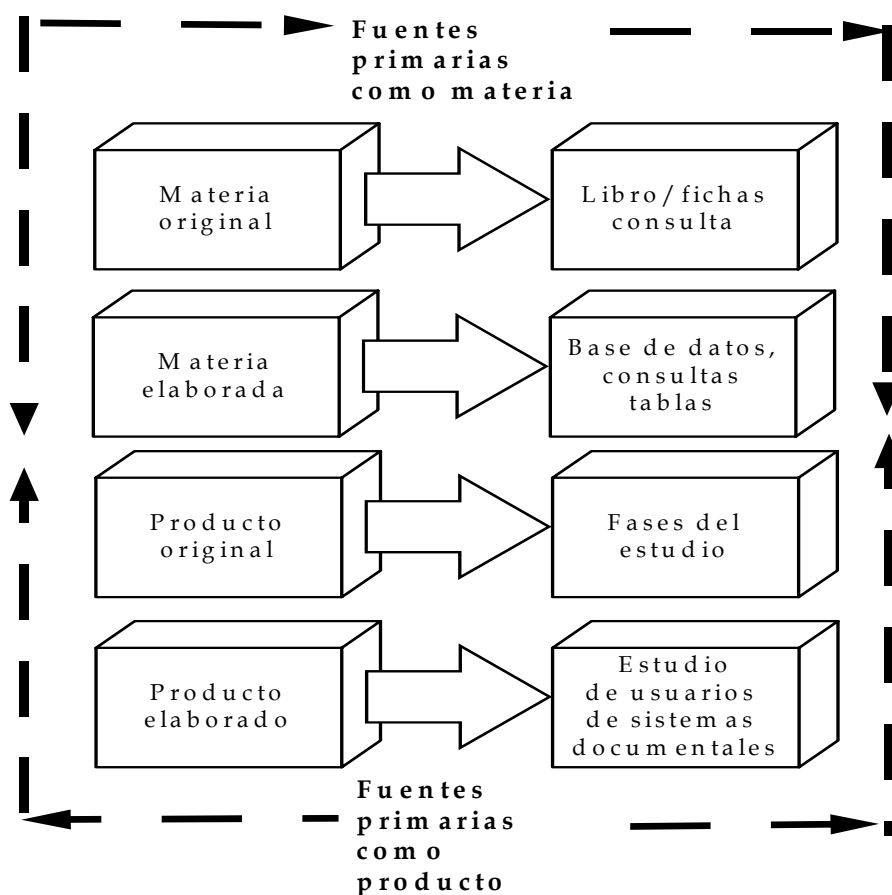 Fuentes
primarias
como materia
Materia
original
Libro/fichas
consulta
Materia
elaborada
Base de datos,
consultas
tablas
Producto
original
Fases del
estudio
Producto
elaborado
Estudio
de usuarios
de sistemas
documentales
Fuentes
primarias
como
producto